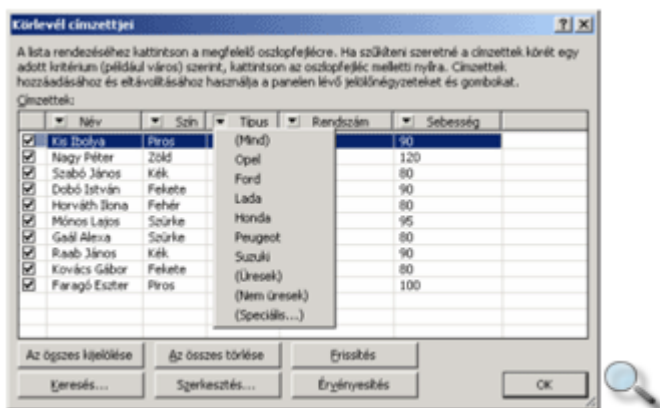 Körlevél címzettjei
A lista rendezéséhez kattintson a megfelelő oszlopfejlécre. Ha szűkíteni szeretné a címzettek körét egy
adott kritérium (például város) szerint, kattintson az oszlopfejléc melletti nyílra. Címzettek
hozzáadásához és eltávolításához használja a panelen lévő jelölőnégyzeteket és gombokat.
Címzettek:
Név Szín Típus Rendszám Sebesség
Kis Ibolya Piros (Mind) 90
Nagy Péter Zöld Opel 120
Szabó János Kék Ford 80
Dobó István Fekete Lada 90
Horváth Ilona Fehér Honda 80
Mónos Lajos Szürke Peugeot 95
Gaál Alexa Szürke Suzuki 80
Raab János Kék (Üresek) 90
Kovács Gábor Fekete (Nem üresek) 80
Faragó Eszter Piros (Speciális...) 100
Az összes kijelölése Az összes törlése Frissítés
Keresés... Szerkesztés... Érvényesítés OK